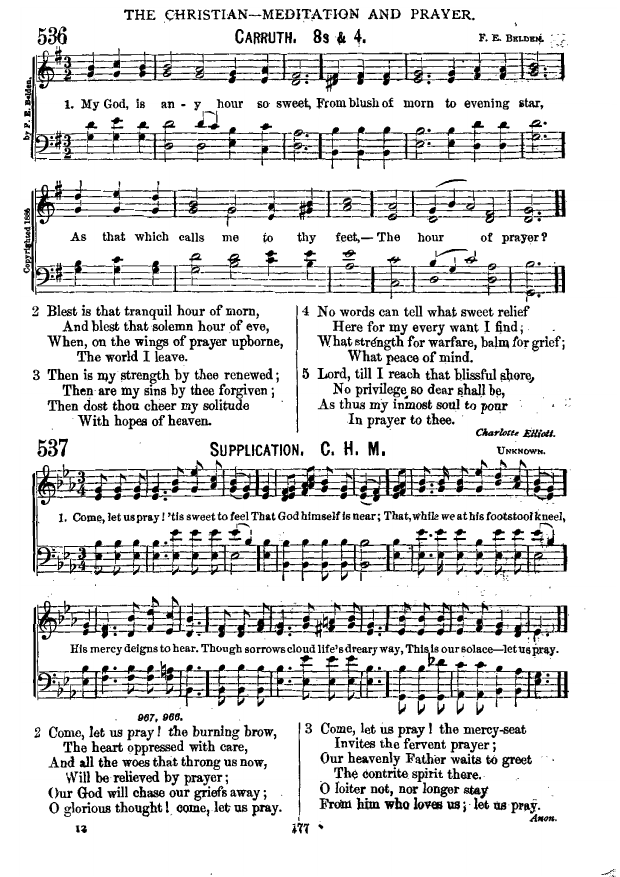 THE CHRISTIAN—MEDITATION AND PRAYER.
536 CARRUTH. 8s & 4. F. E. BELDEN.
Copyrighted 1886 by F. E. Belden.
1. My God, is an - y hour so sweet, From blush of morn to evening star,
As that which calls me to thy feet,— The hour of prayer?
2 Blest is that tranquil hour of morn,
And blest that solemn hour of eve,
When, on the wings of prayer upborne,
The world I leave.
3 Then is my strength by thee renewed;
Then are my sins by thee forgiven;
Then dost thou cheer my solitude
With hopes of heaven.
4 No words can tell what sweet relief
Here for my every want I find;
What strength for warfare, balm for grief;
What peace of mind.
5 Lord, till I reach that blissful shore,
No privilege so dear shall be,
As thus my inmost soul to pour
In prayer to thee.
Charlotte Elliott.
537 SUPPLICATION. C. H. M. UNKNOWN.
1. Come, let us pray! 'tis sweet to feel That God himself is near; That, while we at his footstool kneel,
His mercy deigns to hear. Though sorrows cloud life's dreary way, This is our solace—let us pray.
967, 966.
2 Come, let us pray! the burning brow,
The heart oppressed with care,
And all the woes that throng us now,
Will be relieved by prayer;
Our God will chase our griefs away;
O glorious thought! come, let us pray.
3 Come, let us pray! the mercy-seat
Invites the fervent prayer;
Our heavenly Father waits to greet
The contrite spirit there.
O loiter not, nor longer stay
From him who loves us; let us pray.
Anon.
12 177